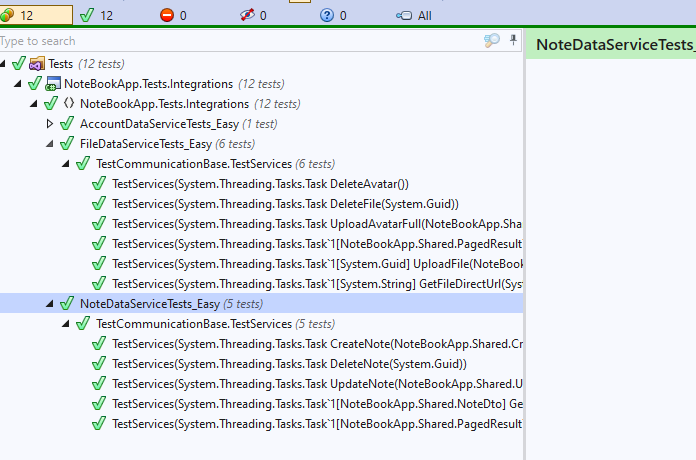 12 12 0 0 0 All
Type to search
NoteDataServiceTests_
Tests (12 tests)
NoteBookApp.Tests.Integrations (12 tests)
NoteBookApp.Tests.Integrations (12 tests)
AccountDataServiceTests_Easy (1 test)
FileDataServiceTests_Easy (6 tests)
TestCommunicationBase.TestServices (6 tests)
TestServices(System.Threading.Tasks.Task DeleteAvatar())
TestServices(System.Threading.Tasks.Task DeleteFile(System.Guid))
TestServices(System.Threading.Tasks.Task UploadAvatarFull(NoteBookApp.Sha
TestServices(System.Threading.Tasks.Task`1[NoteBookApp.Shared.PagedResult
TestServices(System.Threading.Tasks.Task`1[System.Guid] UploadFile(NoteBook
TestServices(System.Threading.Tasks.Task`1[System.String] GetFileDirectUrl(Sys
NoteDataServiceTests_Easy (5 tests)
TestCommunicationBase.TestServices (5 tests)
TestServices(System.Threading.Tasks.Task CreateNote(NoteBookApp.Shared.Cr
TestServices(System.Threading.Tasks.Task DeleteNote(System.Guid))
TestServices(System.Threading.Tasks.Task UpdateNote(NoteBookApp.Shared.U
TestServices(System.Threading.Tasks.Task`1[NoteBookApp.Shared.NoteDto] Ge
TestServices(System.Threading.Tasks.Task`1[NoteBookApp.Shared.PagedResult